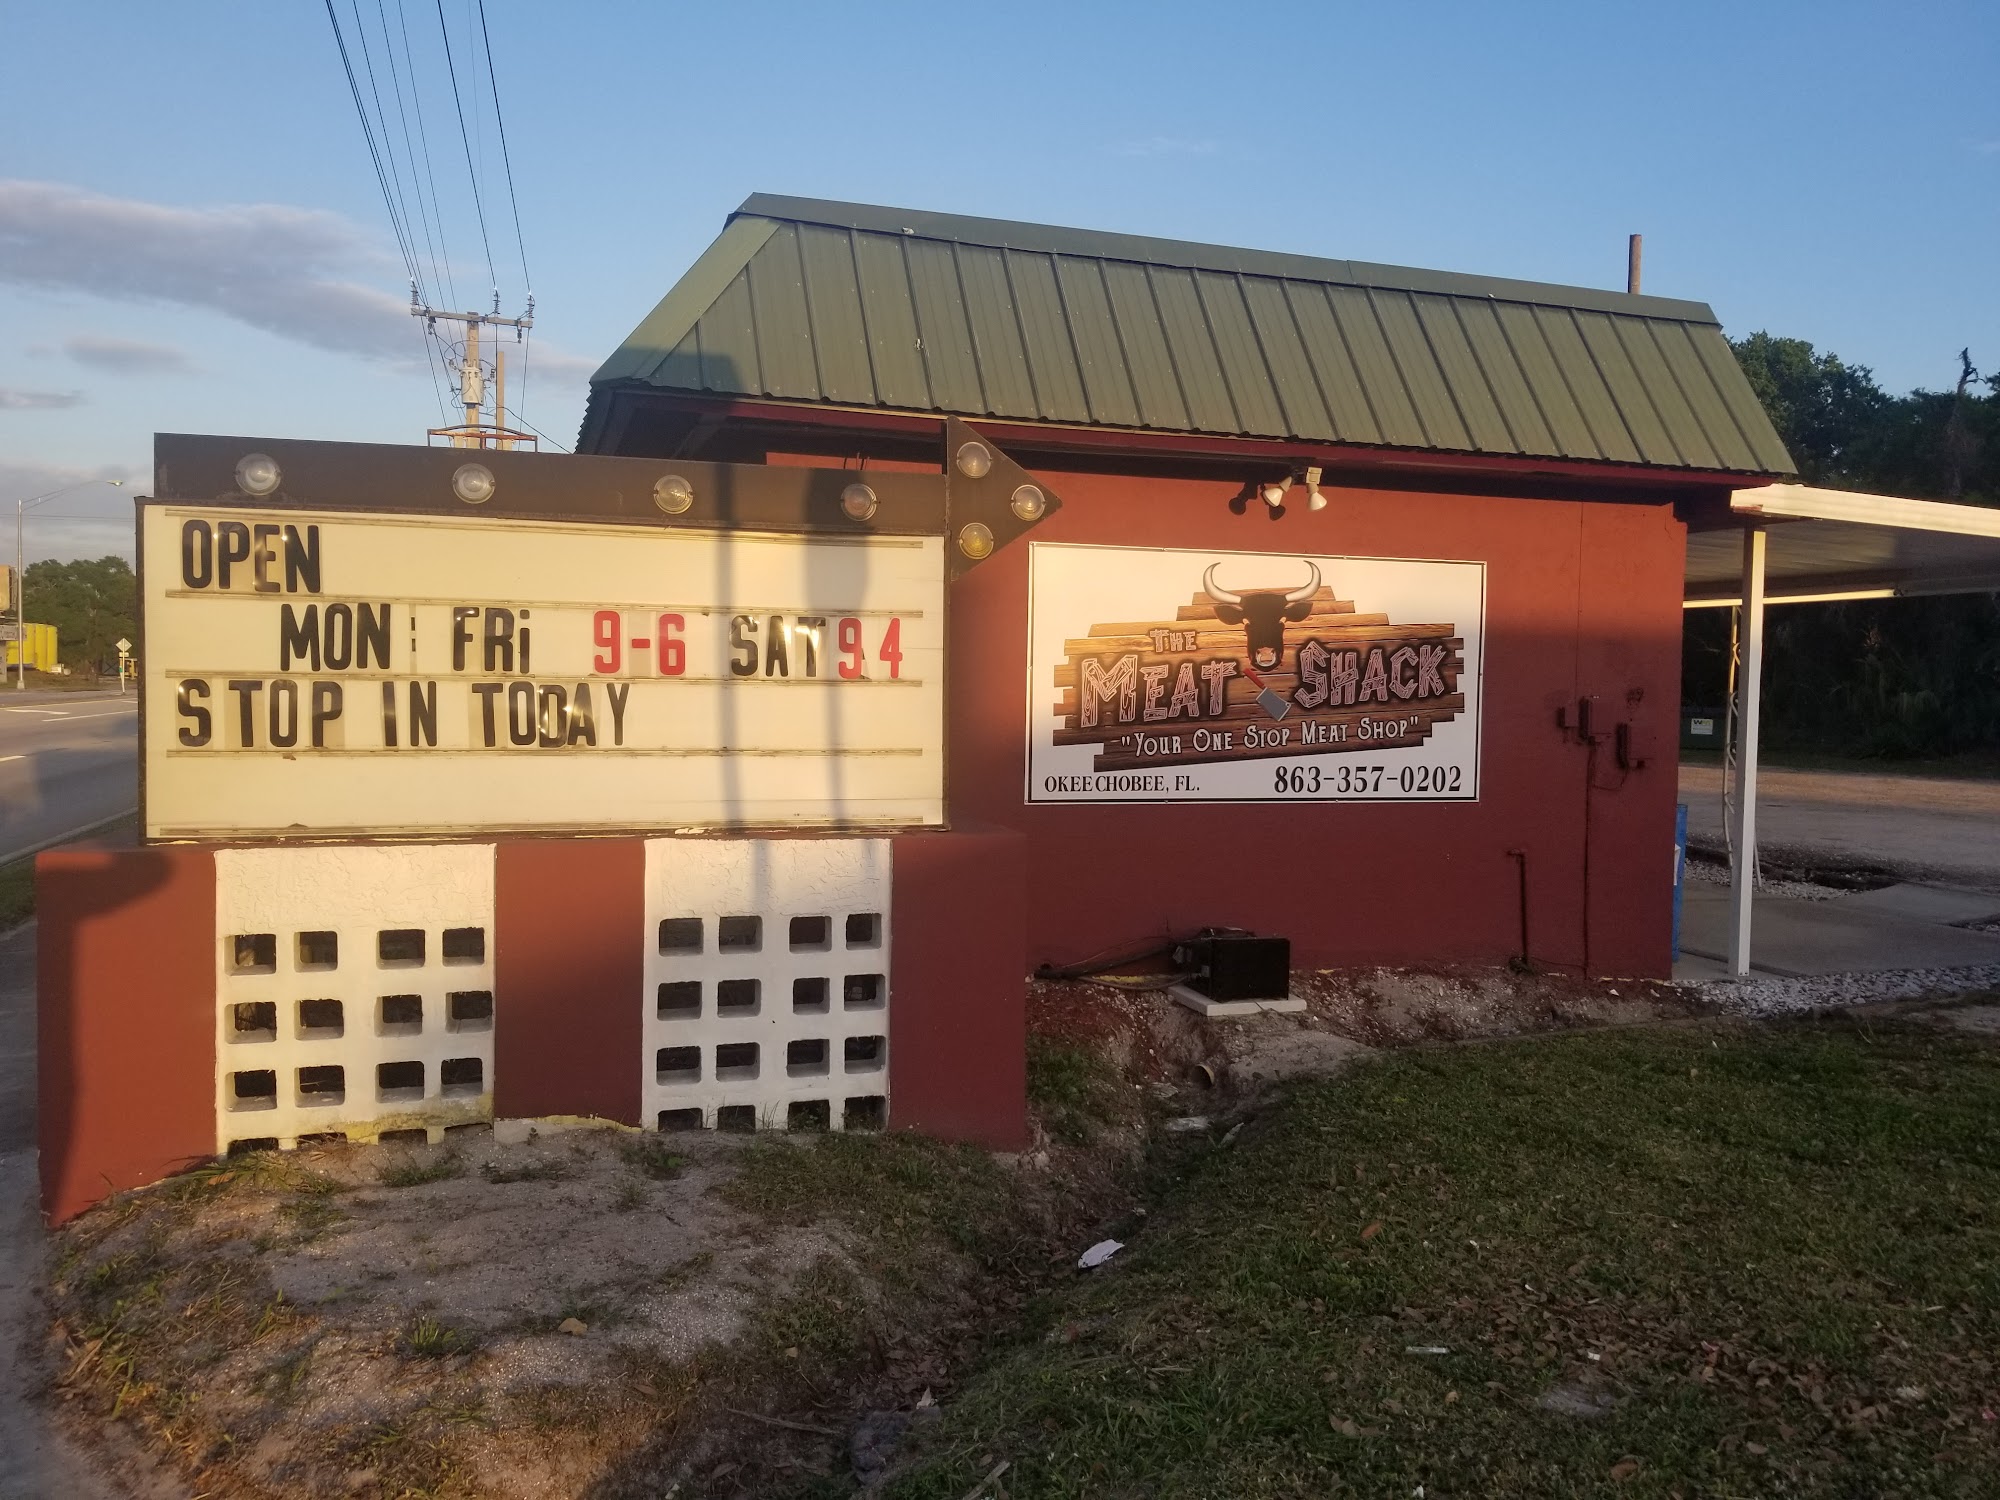 OPEN
MON FRi 9-6 SAT 9 4
STOP IN TODAY
THE
MEAT SHACK
"YOUR ONE STOP MEAT SHOP"
OKEECHOBEE, FL.
863-357-0202